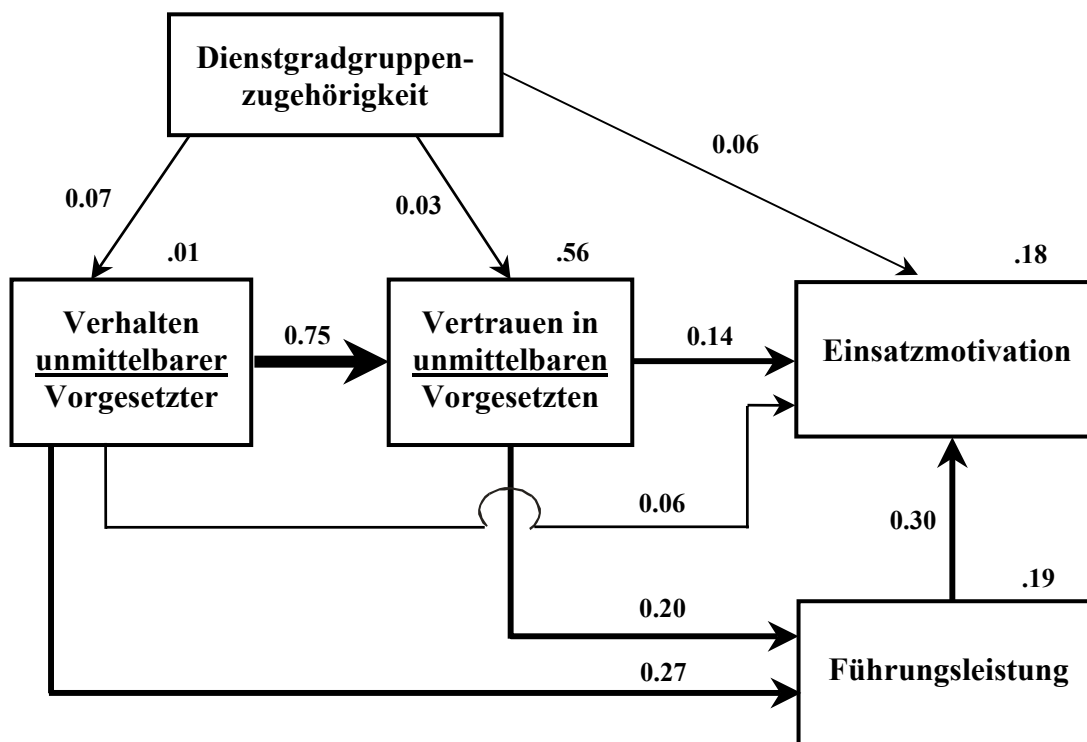 Dienstgradgruppen-
zugehörigkeit
0.06
0.07
0.03
.01
.56
.18
Verhalten
unmittelbarer
Vorgesetzter
0.75
Vertrauen in
unmittelbaren
Vorgesetzten
0.14
Einsatzmotivation
0.06
0.30
.19
0.20
0.27
Führungsleistung